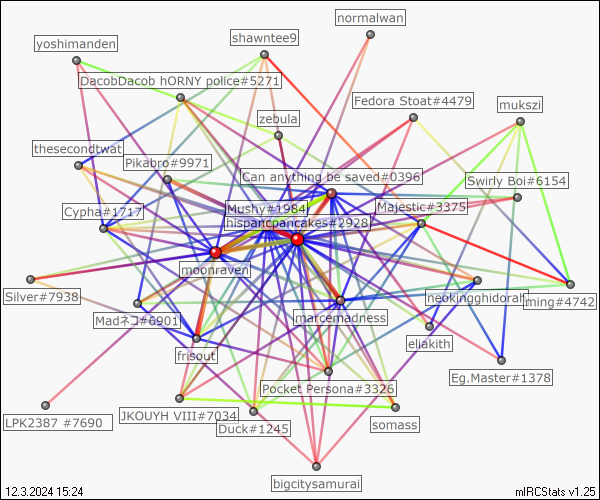 normalwan
shawntee9
yoshimanden
DacobDacob hORNY police#5271
Fedora Stoat#4479
mukszi
zebula
thesecondtwat
Pikabro#9971
Can anything be saved#0396
Swirly Boi#6154
Cypha#1717
Mushy#1984
Majestic#3375
hispancpancakes#2928
moonraven
Silver#7938
neokingghidorah
ming#4742
Madネコ#6901
marcemadness
eliakith
frisout
Eg.Master#1378
Pocket Persona#3326
LPK2387 #7690
JKOUYH VIII#7034
Duck#1245
somass
bigcitysamurai
12.3.2024 15:24
mIRCStats v1.25